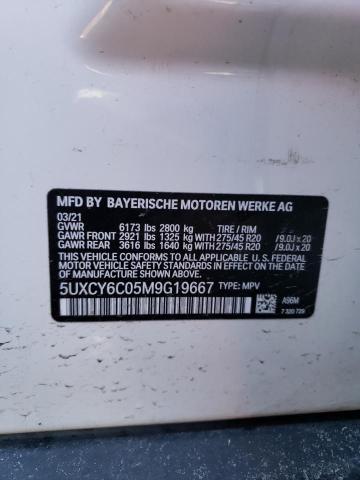 MFD BY BAYERISCHE MOTOREN WERKE AG
03/21
GVWR 6173 lbs 2800 kg TIRE / RIM
GAWR FRONT 2921 lbs 1325 kg WITH 275/45 R20 /9.0J x 20
GAWR REAR 3616 lbs 1640 kg WITH 275/45 R20 /9.0J x 20
THIS VEHICLE CONFORMS TO ALL APPLICABLE
FEDERAL MOTOR VEHICLE SAFETY STANDARDS
IN EFFECT ON THE DATE OF MANUFACTURE SHOWN ABOVE.
5UXCY6C05M9G19667 TYPE: MPV
A96M
7 320 729